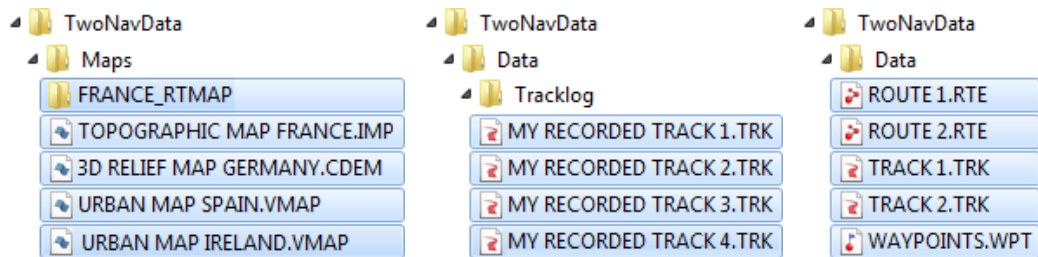 TwoNavData
Maps
FRANCE_RTMAP
TOPOGRAPHIC MAP FRANCE.IMP
3D RELIEF MAP GERMANY.CDEM
URBAN MAP SPAIN.VMAP
URBAN MAP IRELAND.VMAP
TwoNavData
Data
Tracklog
MY RECORDED TRACK 1.TRK
MY RECORDED TRACK 2.TRK
MY RECORDED TRACK 3.TRK
MY RECORDED TRACK 4.TRK
TwoNavData
Data
ROUTE 1.RTE
ROUTE 2.RTE
TRACK 1.TRK
TRACK 2.TRK
WAYPOINTS.WPT